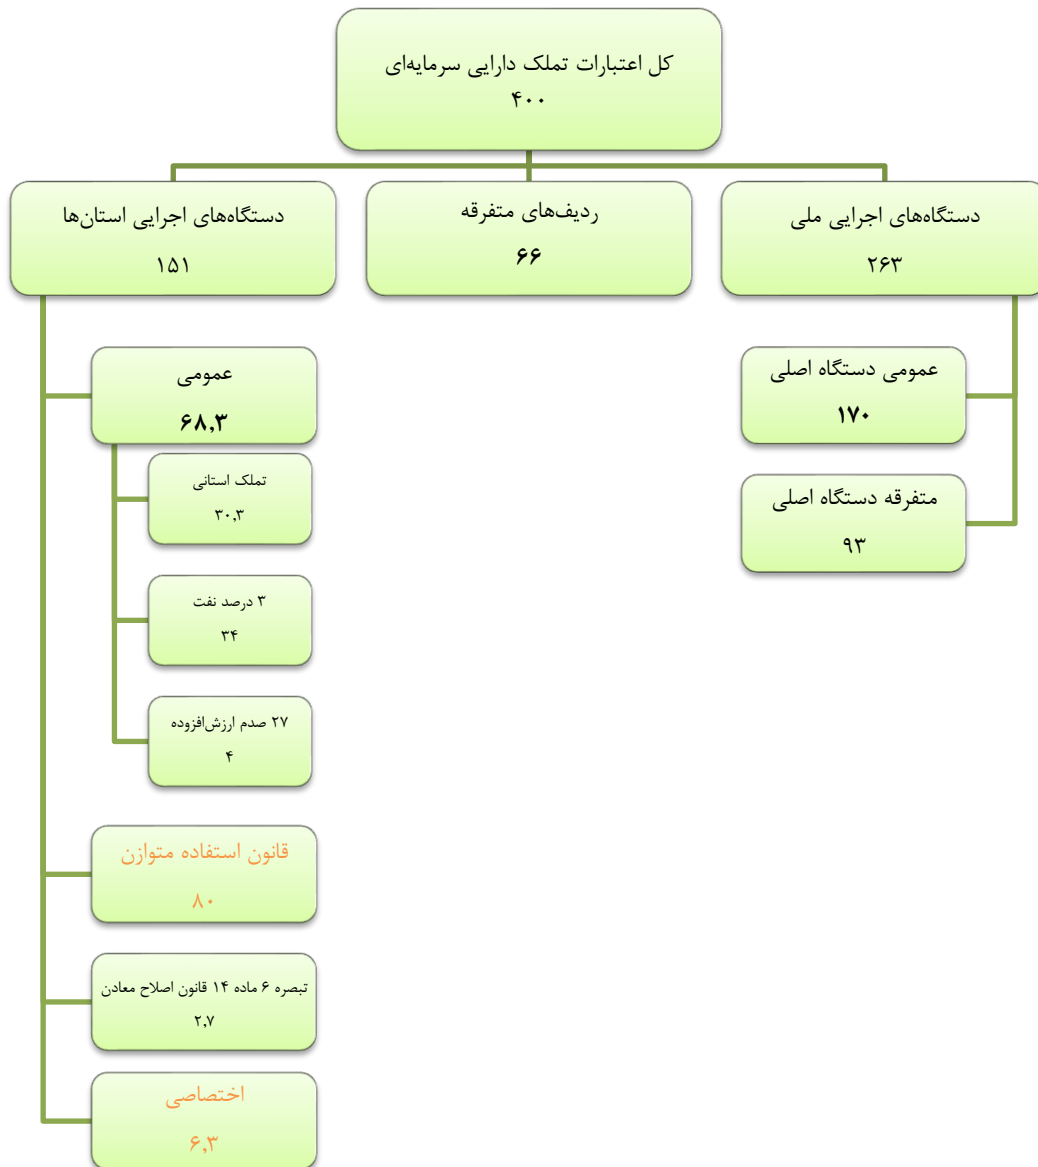 کل اعتبارات تملک دارایی سرمایه‌ای
۴۰۰
دستگاه‌های اجرایی ملی
۲۶۳
ردیف‌های متفرقه
۶۶
دستگاه‌های اجرایی استان‌ها
۱۵۱
عمومی دستگاه اصلی
۱۷۰
متفرقه دستگاه اصلی
۹۳
عمومی
۶۸,۳
تملک استانی
۳۰,۳
۳ درصد نفت
۳۴
۲۷ صدم ارزش‌افزوده
۴
قانون استفاده متوازن
۸۰
تبصره ۶ ماده ۱۴ قانون اصلاح معادن
۲,۷
اختصاصی
۶,۳